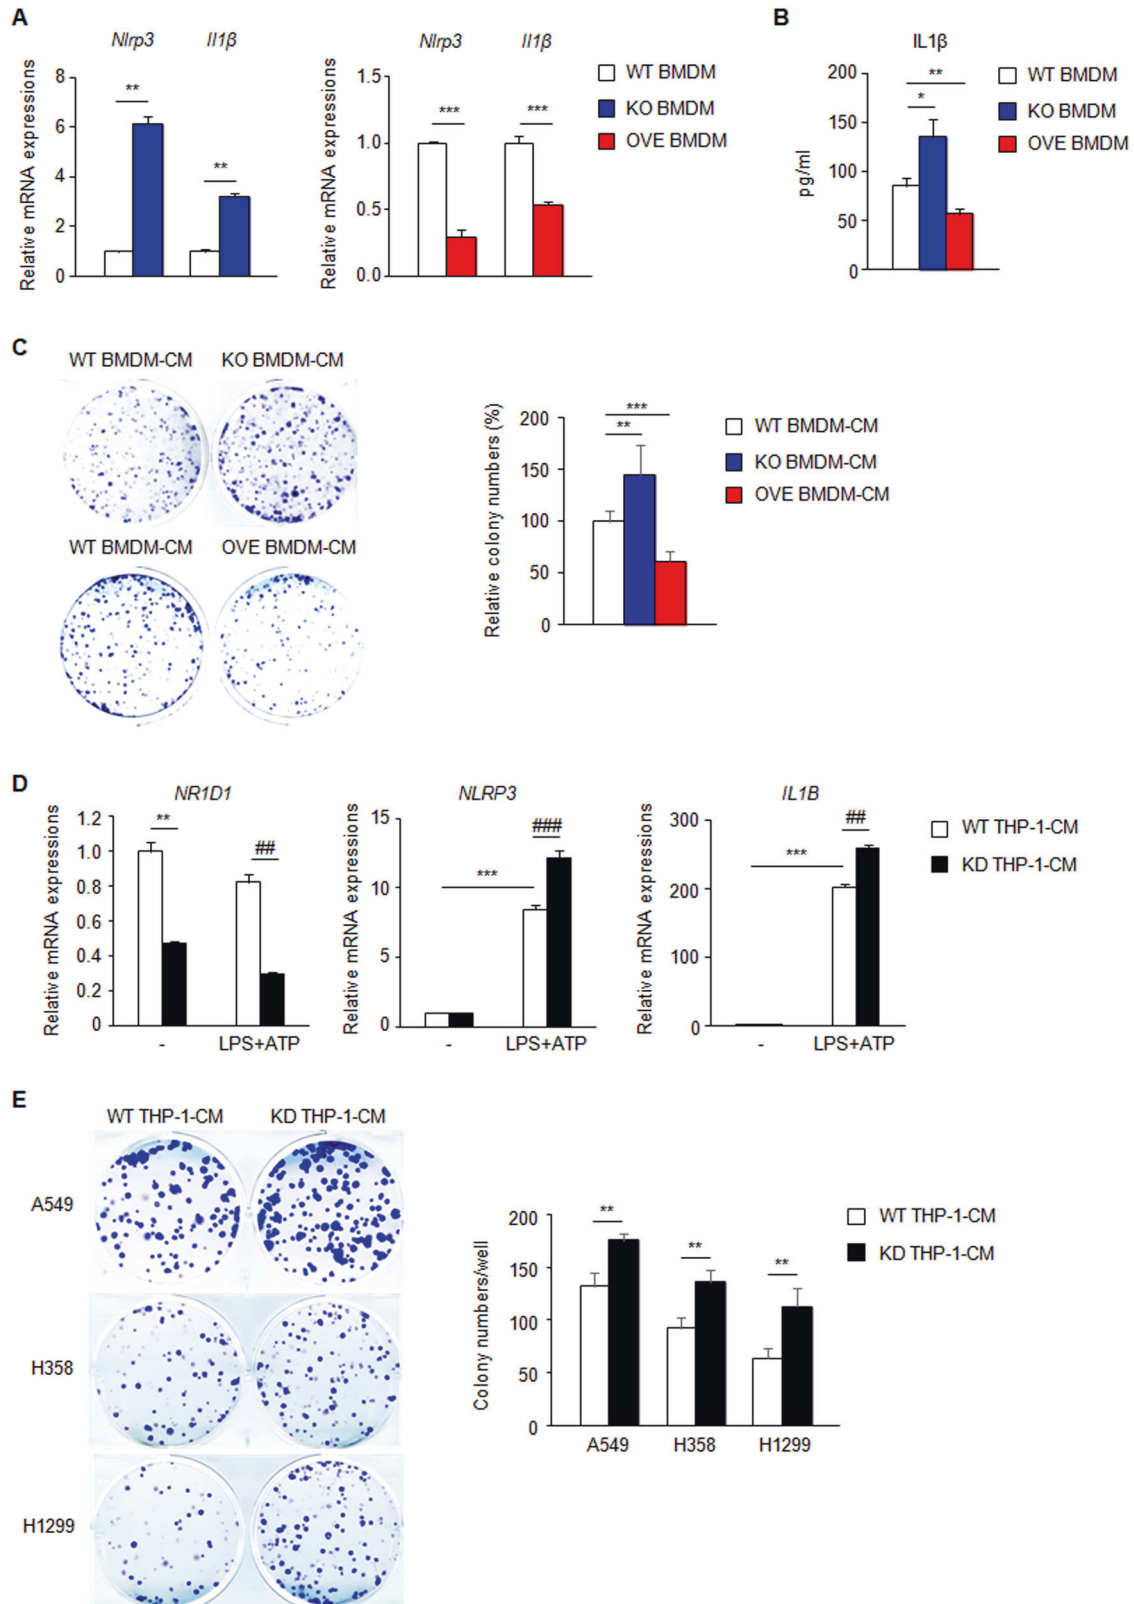 A
Nlrp3 Il1β
Relative mRNA expressions
8
6
4
2
0
** **
Nlrp3 Il1β
Relative mRNA expressions
1.5
1.0
0.5
0.0
*** ***
WT BMDM
KO BMDM
OVE BMDM
B
IL1β
pg/ml
200
150
100
50
0
**
*
WT BMDM
KO BMDM
OVE BMDM
C
WT BMDM-CM KO BMDM-CM
WT BMDM-CM OVE BMDM-CM
Relative colony numbers (%)
200
150
100
50
0
***
**
WT BMDM-CM
KO BMDM-CM
OVE BMDM-CM
D
NR1D1
Relative mRNA expressions
1.2
1.0
0.8
0.6
0.4
0.2
0
** ##
- LPS+ATP
NLRP3
Relative mRNA expressions
15
10
5
0
*** ###
- LPS+ATP
IL1B
Relative mRNA expressions
300
200
100
0
*** ##
- LPS+ATP
WT THP-1-CM
KD THP-1-CM
E
WT THP-1-CM KD THP-1-CM
A549
H358
H1299
Colony numbers/well
200
150
100
50
0
** ** **
A549 H358 H1299
WT THP-1-CM
KD THP-1-CM